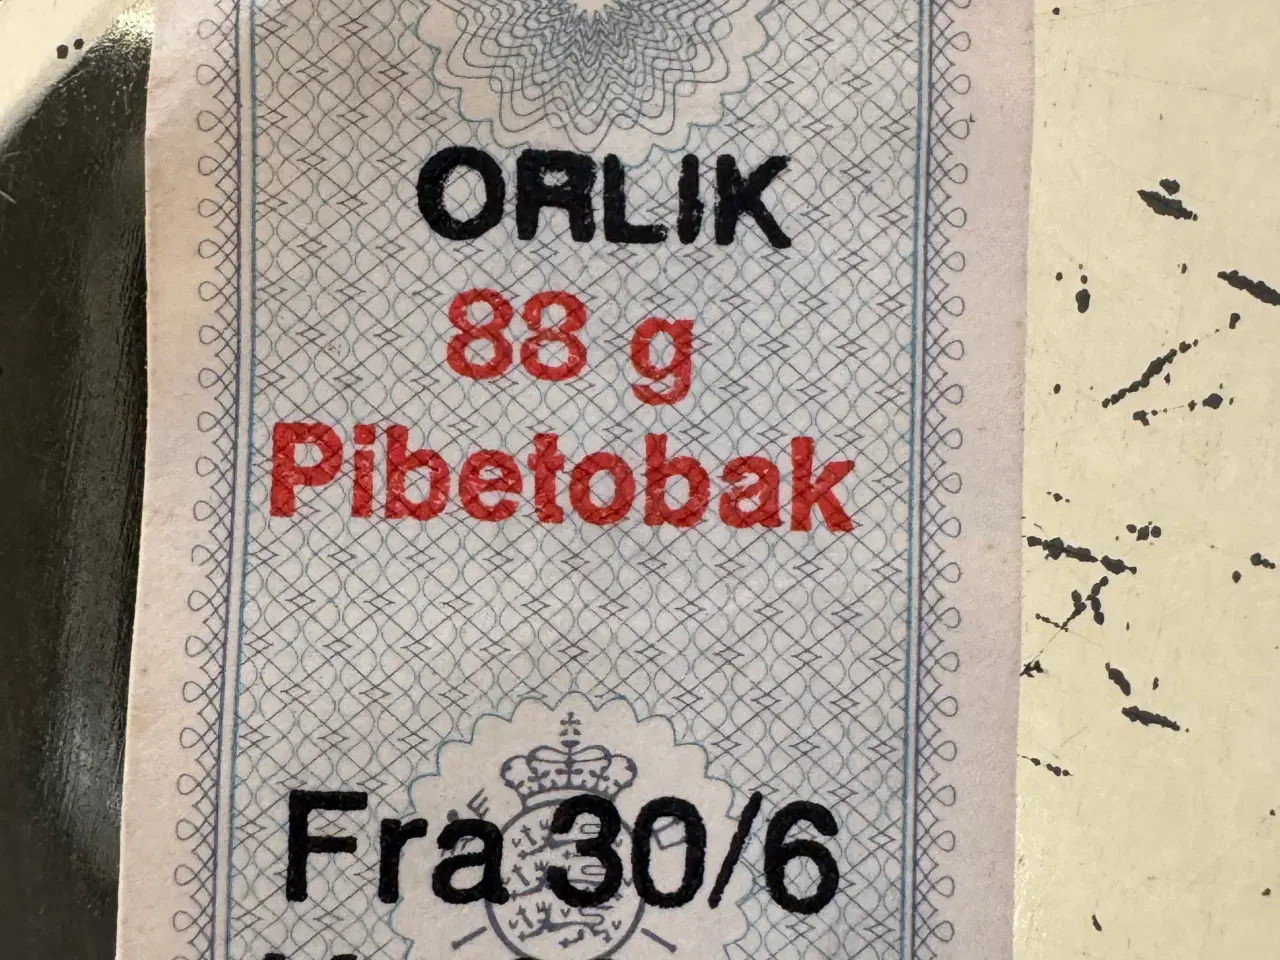 ORLIK
88 g
Pibetobak
Fra 30/6